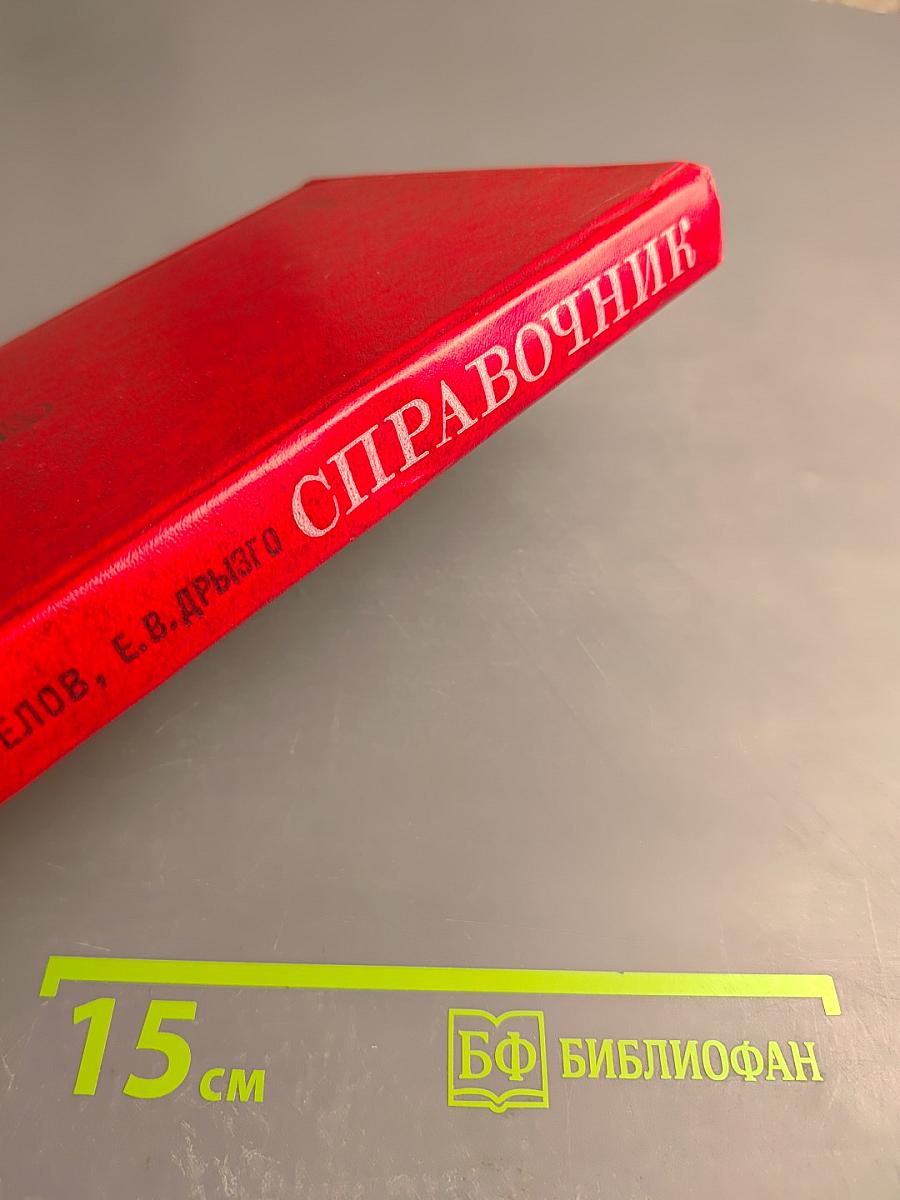 ЕЛОВ, Е.В.ДРЫЗГО СПРАВОЧНИК
15 см
БФ БИБЛИОФАН